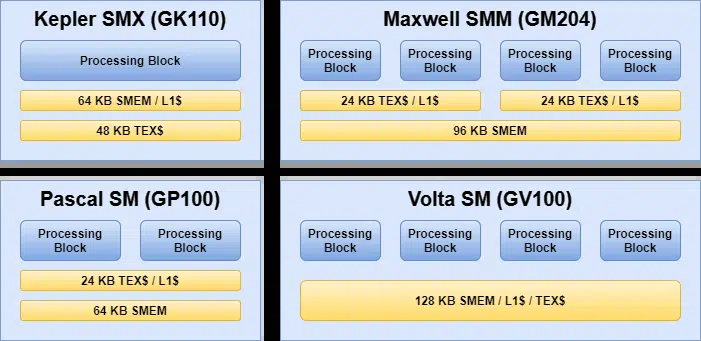 Kepler SMX (GK110)
Processing Block
64 KB SMEM / L1$
48 KB TEX$
Maxwell SMM (GM204)
Processing
Block
Processing
Block
Processing
Block
Processing
Block
24 KB TEX$ / L1$
24 KB TEX$ / L1$
96 KB SMEM
Pascal SM (GP100)
Processing
Block
Processing
Block
24 KB TEX$ / L1$
64 KB SMEM
Volta SM (GV100)
Processing
Block
Processing
Block
Processing
Block
Processing
Block
128 KB SMEM / L1$ / TEX$